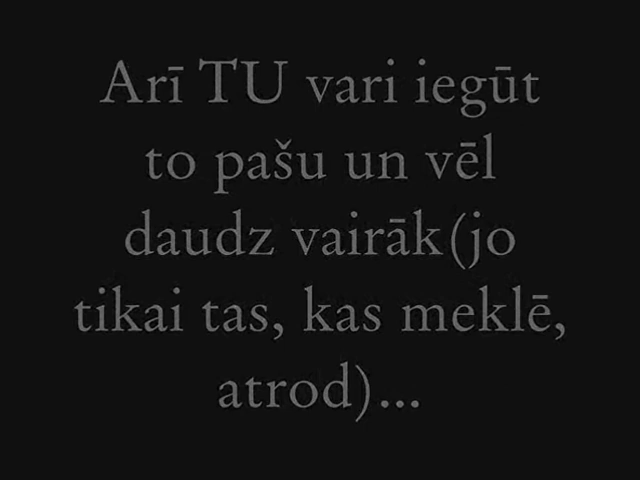 Arī TU vari iegūt
to pašu un vēl
daudz vairāk(jo
tikai tas, kas meklē,
atrod)...